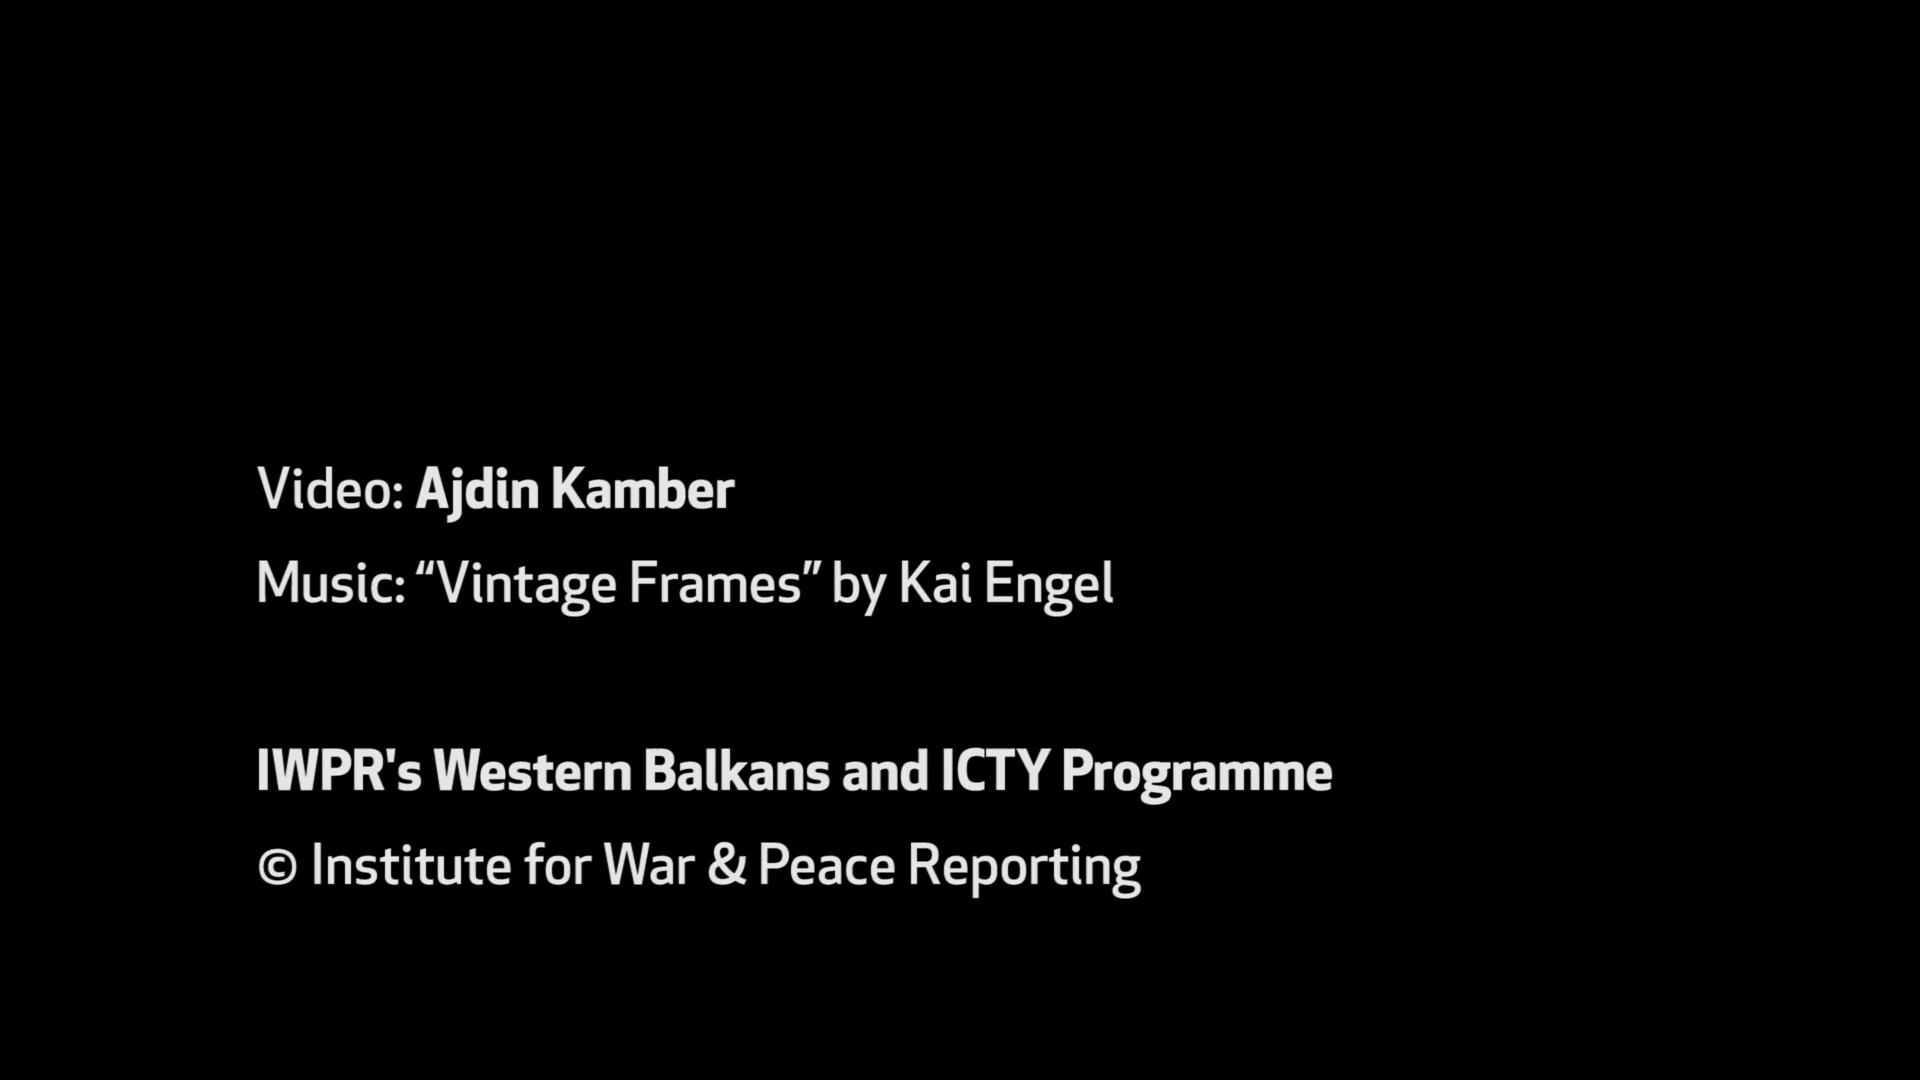 Video: Ajdin Kamber
Music: “Vintage Frames” by Kai Engel
IWPR's Western Balkans and ICTY Programme
© Institute for War & Peace Reporting